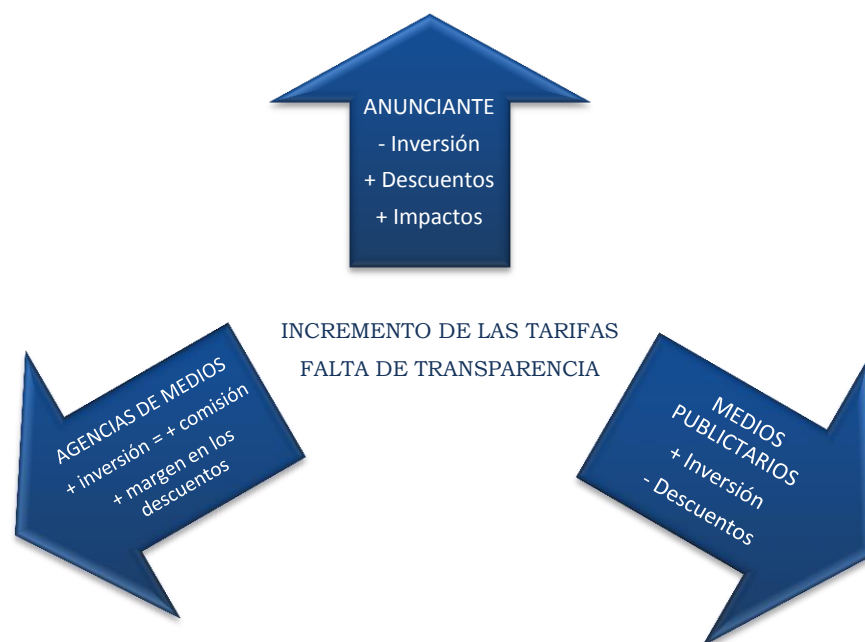 ANUNCIANTE
- Inversión
+ Descuentos
+ Impactos
INCREMENTO DE LAS TARIFAS
FALTA DE TRANSPARENCIA
AGENCIAS DE MEDIOS
+ inversión = + comisión
+ margen en los
descuentos
MEDIOS
PUBLICTARIOS
+ Inversión
- Descuentos